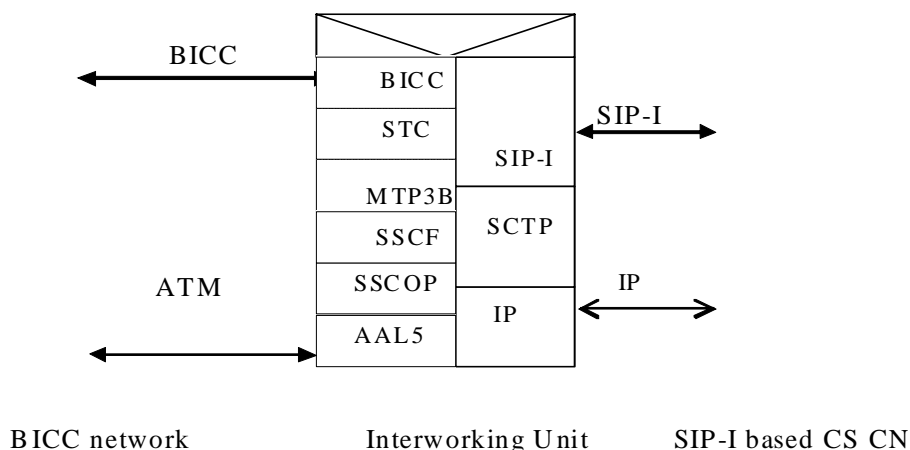 BICC
BICC
STC
SIP-I
SIP-I
MTP3B
SSCF
SCTP
ATM
SSCOP
IP
IP
AAL5
BICC network
Interworking Unit
SIP-I based CS CN